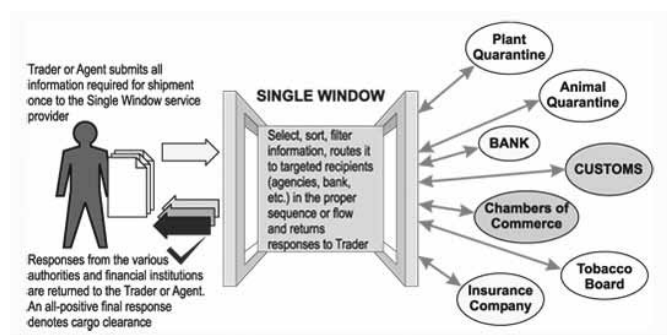 Trader or Agent submits all
information required for shipment
once to the Single Window service
provider
SINGLE WINDOW
Select, sort, filter
information, routes it
to targeted recipients
(agencies, bank,
etc.) in the proper
sequence or flow
and returns
responses to Trader
Responses from the various
authorities and financial institutions
are returned to the Trader or Agent.
An all-positive final response
denotes cargo clearance
Plant
Quarantine
Animal
Quarantine
BANK
CUSTOMS
Chambers of
Commerce
Tobacco
Board
Insurance
Company